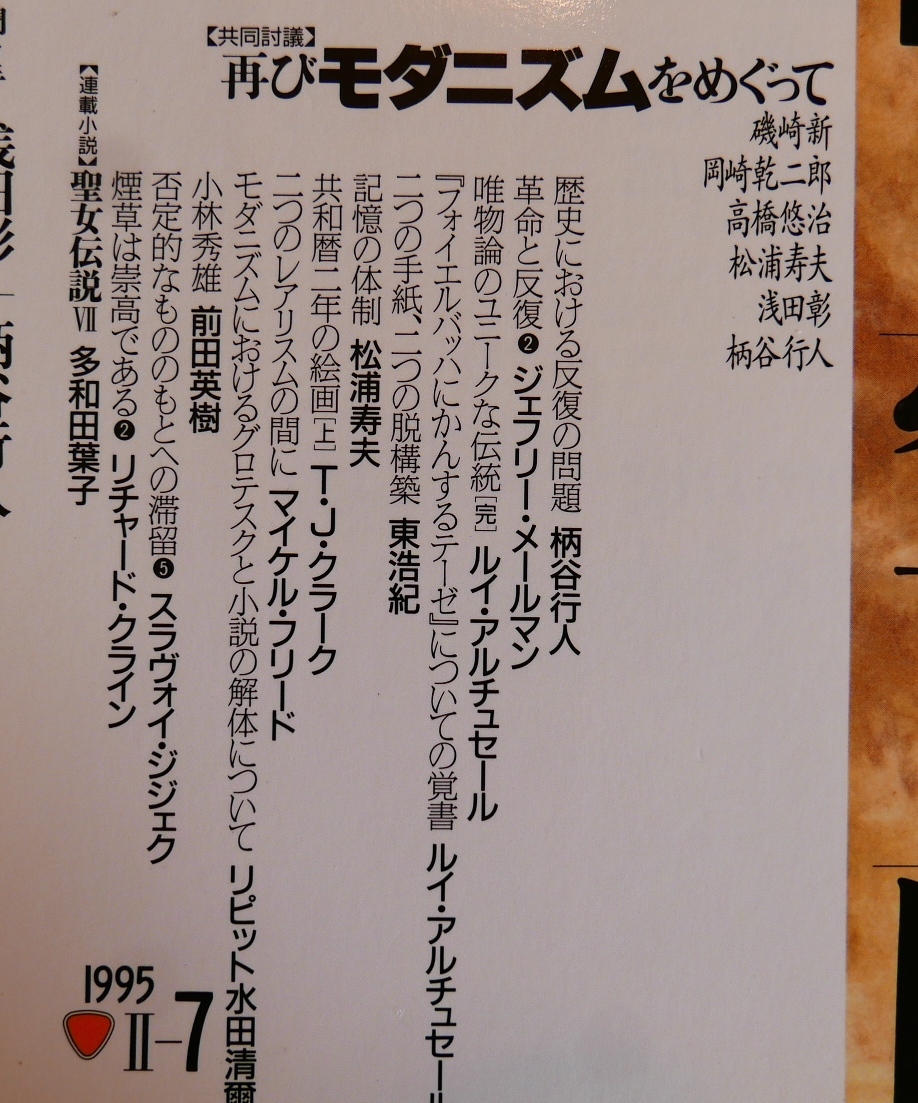 【共同討議】
再びモダニズムをめぐって
磯崎新
岡崎乾二郎
高橋悠治
松浦寿夫
浅田彰
柄谷行人
歴史における反復の問題 柄谷行人
革命と反復❷ ジェフリー・メールマン
唯物論のユニークな伝統[完] ルイ・アルチュセール
『フォイエルバッハにかんするテーゼ』についての覚書 ルイ・アルチュセール
二つの手紙、二つの脱構築 東浩紀
記憶の体制 松浦寿夫
共和暦二年の絵画[上] T・J・クラーク
二つのレアリスムの間に マイケル・フリード
モダニズムにおけるグロテスクと小説の解体について リピット水田清爾
小林秀雄 前田英樹
否定的なもののもとへの滞留❺ スラヴォイ・ジジェク
煙草は崇高である❷ リチャード・クライン
【連載小説】聖女伝説Ⅶ 多和田葉子
1995
Ⅱ−7